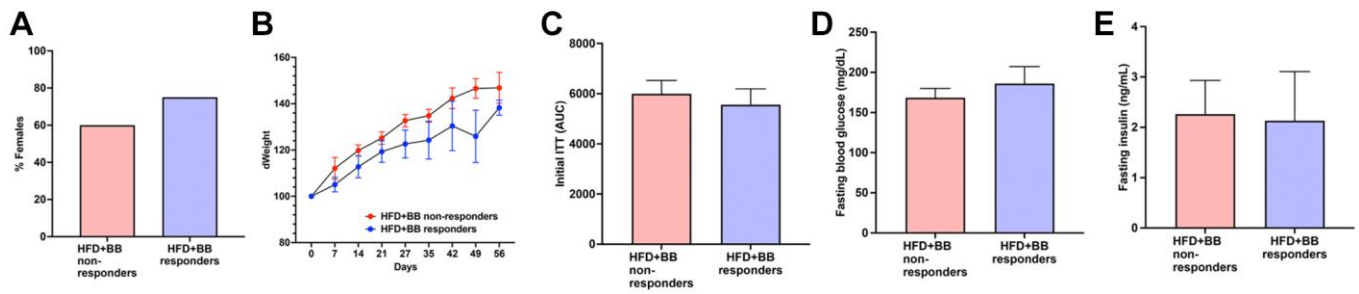 A
100
80
60
40
20
0
% Females
HFD+BB
non-
responders
HFD+BB
responders
B
160
140
120
100
80
dWeight
HFD+BB non-responders
HFD+BB responders
0 7 14 21 27 35 42 49 56
Days
C
8000
6000
4000
2000
0
Initial ITT (AUC)
HFD+BB
non-
responders
HFD+BB
responders
D
250
200
150
100
50
0
Fasting blood glucose (mg/dL)
HFD+BB
non-
responders
HFD+BB
responders
E
4
3
2
1
0
Fasting insulin (ng/mL)
HFD+BB
non-
responders
HFD+BB
responders